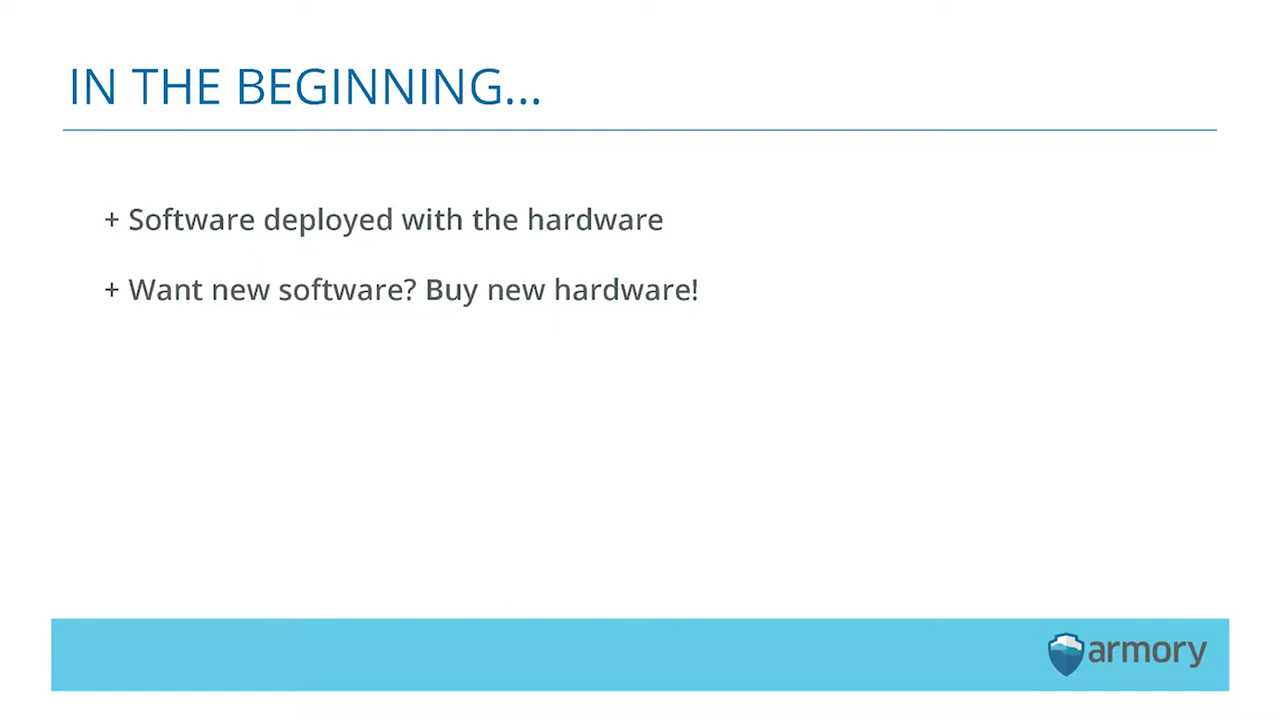 IN THE BEGINNING...
+ Software deployed with the hardware
+ Want new software? Buy new hardware!
armory